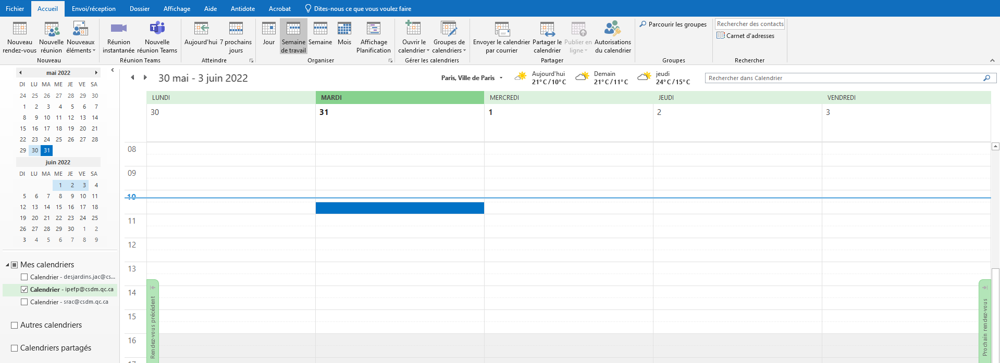 Fichier Accueil Envoi/réception Dossier Affichage Aide Antidote Acrobat Dites-nous ce que vous voulez faire
Nouveau rendez-vous
Nouvelle réunion
Nouveaux éléments
Nouveau
Réunion instantanée
Nouvelle réunion Teams
Réunion Teams
Aujourd'hui
7 prochains jours
Atteindre
Jour
Semaine de travail
Semaine
Mois
Affichage Planification
Organiser
Ouvrir le calendrier
Groupes de calendriers
Gérer les calendriers
Envoyer le calendrier par courrier
Partager le calendrier
Publier en ligne
Autorisations du calendrier
Partager
Parcourir les groupes
Groupes
Rechercher des contacts
Carnet d'adresses
Rechercher
mai 2022
DI LU MA ME JE VE SA
24 25 26 27 28 29 30
1 2 3 4 5 6 7
8 9 10 11 12 13 14
15 16 17 18 19 20 21
22 23 24 25 26 27 28
29 30 31
juin 2022
DI LU MA ME JE VE SA
1 2 3 4
5 6 7 8 9 10 11
12 13 14 15 16 17 18
19 20 21 22 23 24 25
26 27 28 29 30 1 2
3 4 5 6 7 8 9
Mes calendriers
Calendrier - desjardins.jac@cs...
Calendrier - ipefp@csdm.qc.ca
Calendrier - srac@csdm.qc.ca
Autres calendriers
Calendriers partagés
30 mai - 3 juin 2022
Paris, Ville de Paris
Aujourd'hui
21°C/10°C
Demain
21°C/11°C
jeudi
24°C/15°C
Rechercher dans Calendrier
LUNDI MARDI MERCREDI JEUDI VENDREDI
30 31 1 2 3
08
09
10
11
12
13
14
15
16
17
Rendez-vous précédent
Prochain rendez-vous